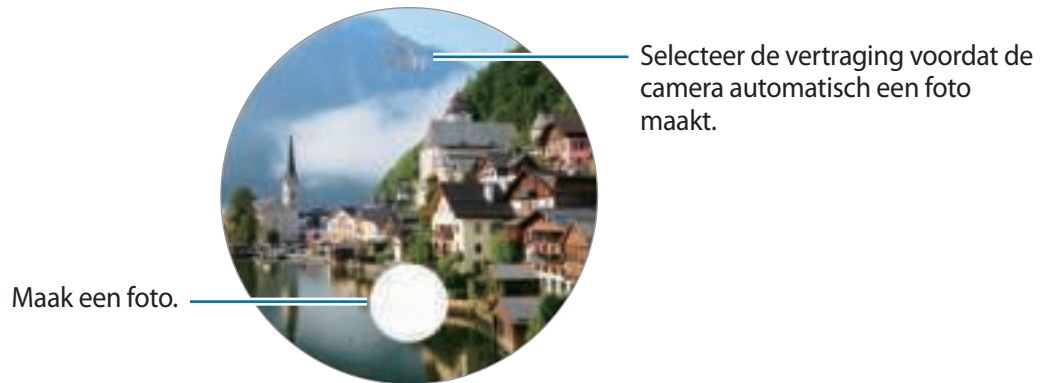 Selecteer de vertraging voordat de
camera automatisch een foto
maakt.
Maak een foto.